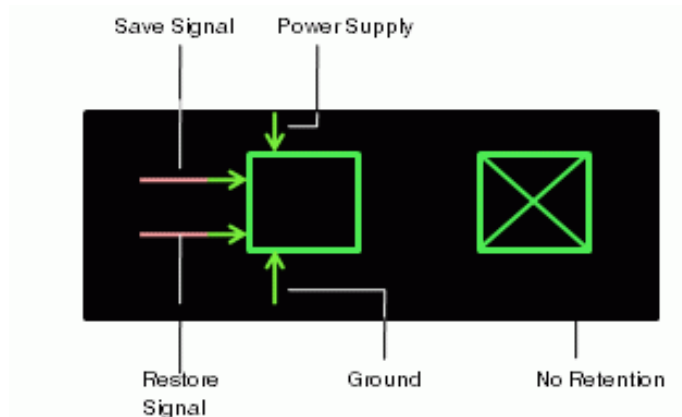 Save Signal
Power Supply
Restore
Signal
Ground
No Retention